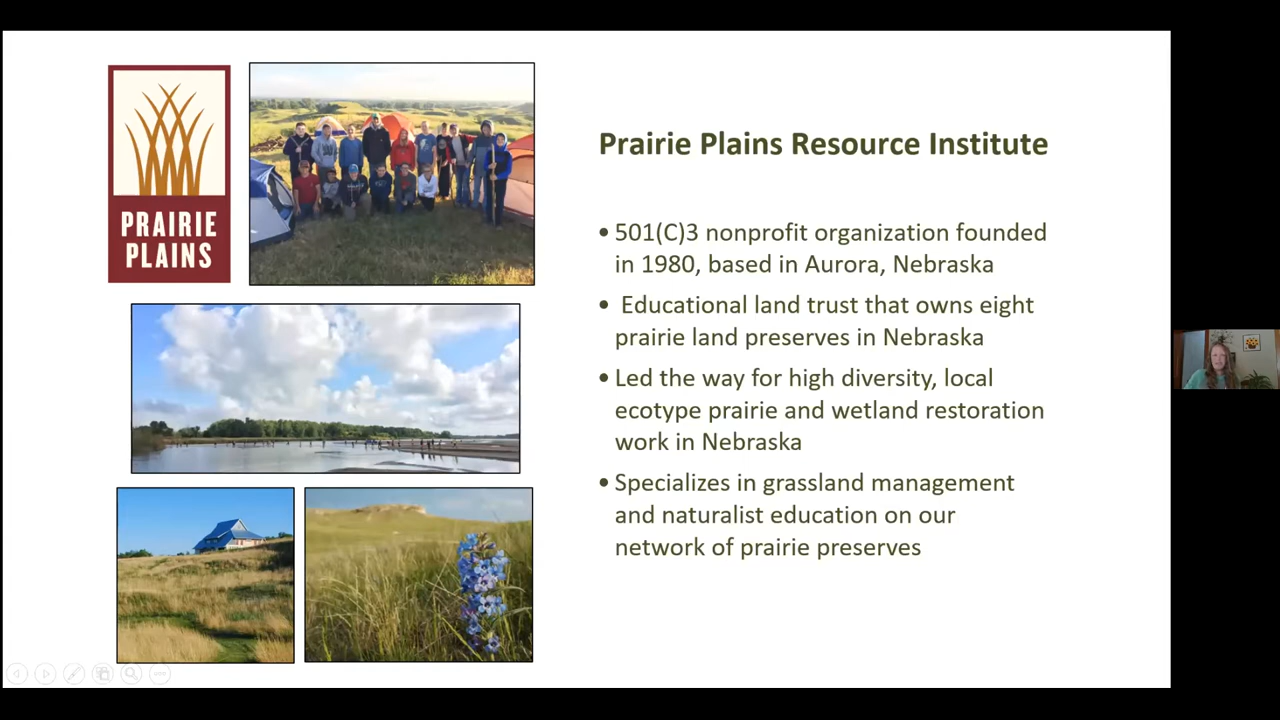 PRAIRIE
PLAINS
Prairie Plains Resource Institute
• 501(C)3 nonprofit organization founded
in 1980, based in Aurora, Nebraska
• Educational land trust that owns eight
prairie land preserves in Nebraska
• Led the way for high diversity, local
ecotype prairie and wetland restoration
work in Nebraska
• Specializes in grassland management
and naturalist education on our
network of prairie preserves